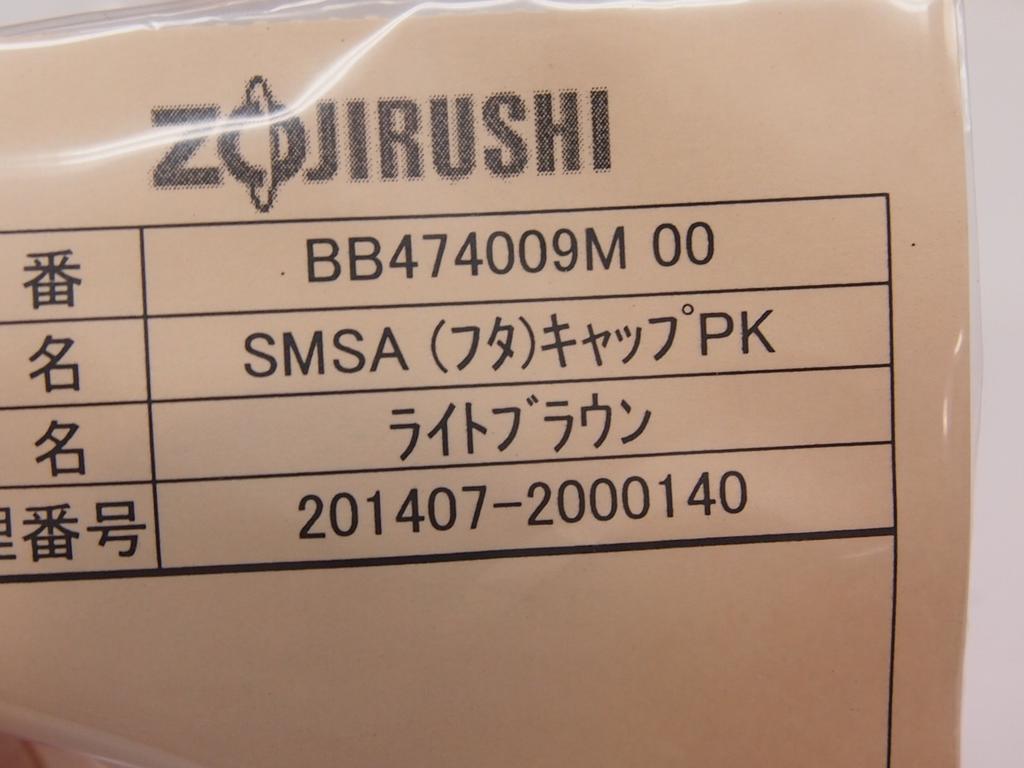 ZOJIRUSHI
番 BB474009M 00
名 SMSA (フタ)キャップPK
名 ライトブラウン
理番号 201407-2000140